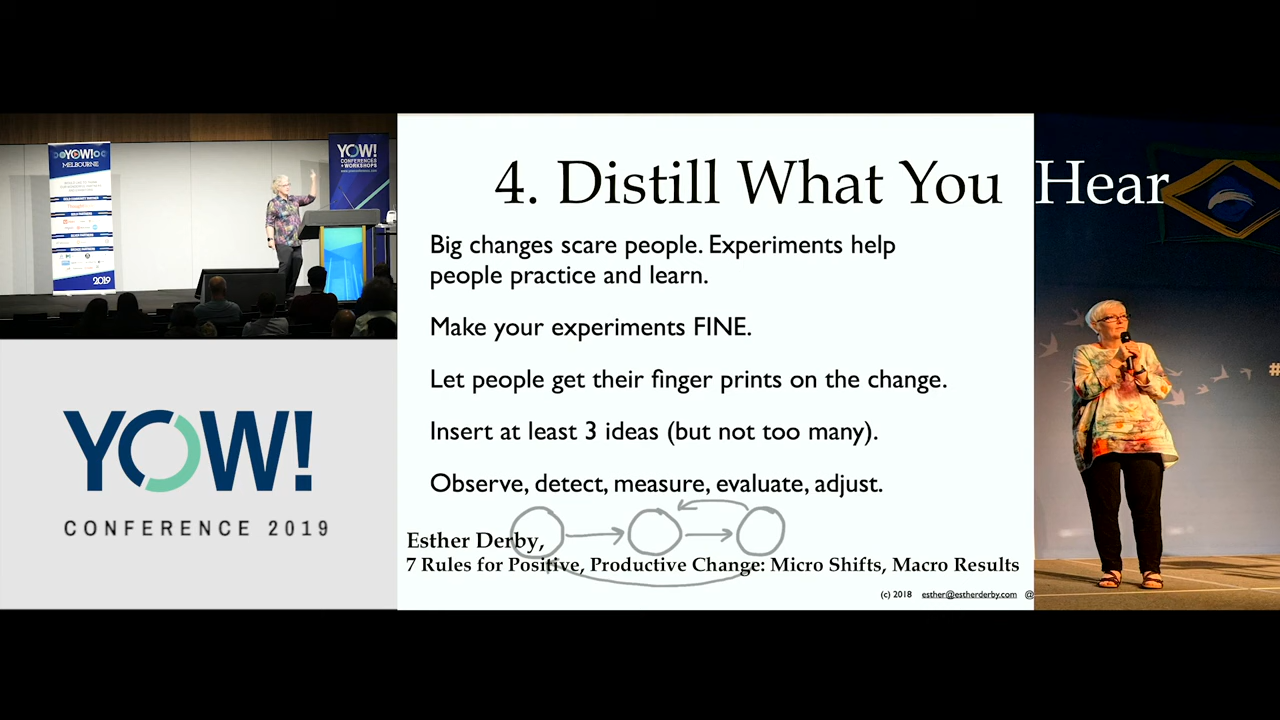 4. Distill What You Hear
Big changes scare people. Experiments help
people practice and learn.
Make your experiments FINE.
Let people get their finger prints on the change.
Insert at least 3 ideas (but not too many).
Observe, detect, measure, evaluate, adjust.
Esther Derby,
7 Rules for Positive, Productive Change: Micro Shifts, Macro Results
(c) 2018 esther@estherderby.com @
YOW!
MELBOURNE
2019
YOW!
CONFERENCES
+ WORKSHOPS
YOW!
CONFERENCE 2019
#